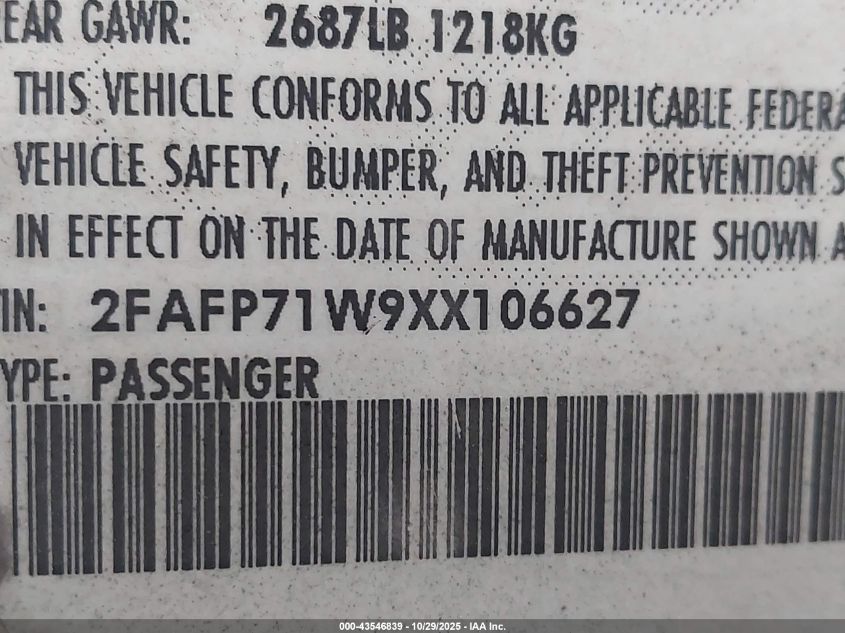 EAR GAWR: 2687LB 1218KG
THIS VEHICLE CONFORMS TO ALL APPLICABLE FEDERA
VEHICLE SAFETY, BUMPER, AND THEFT PREVENTION S
IN EFFECT ON THE DATE OF MANUFACTURE SHOWN A
VIN: 2FAFP71W9XX106627
YPE: PASSENGER
000-43546839 - 10/29/2025 - IAA Inc.